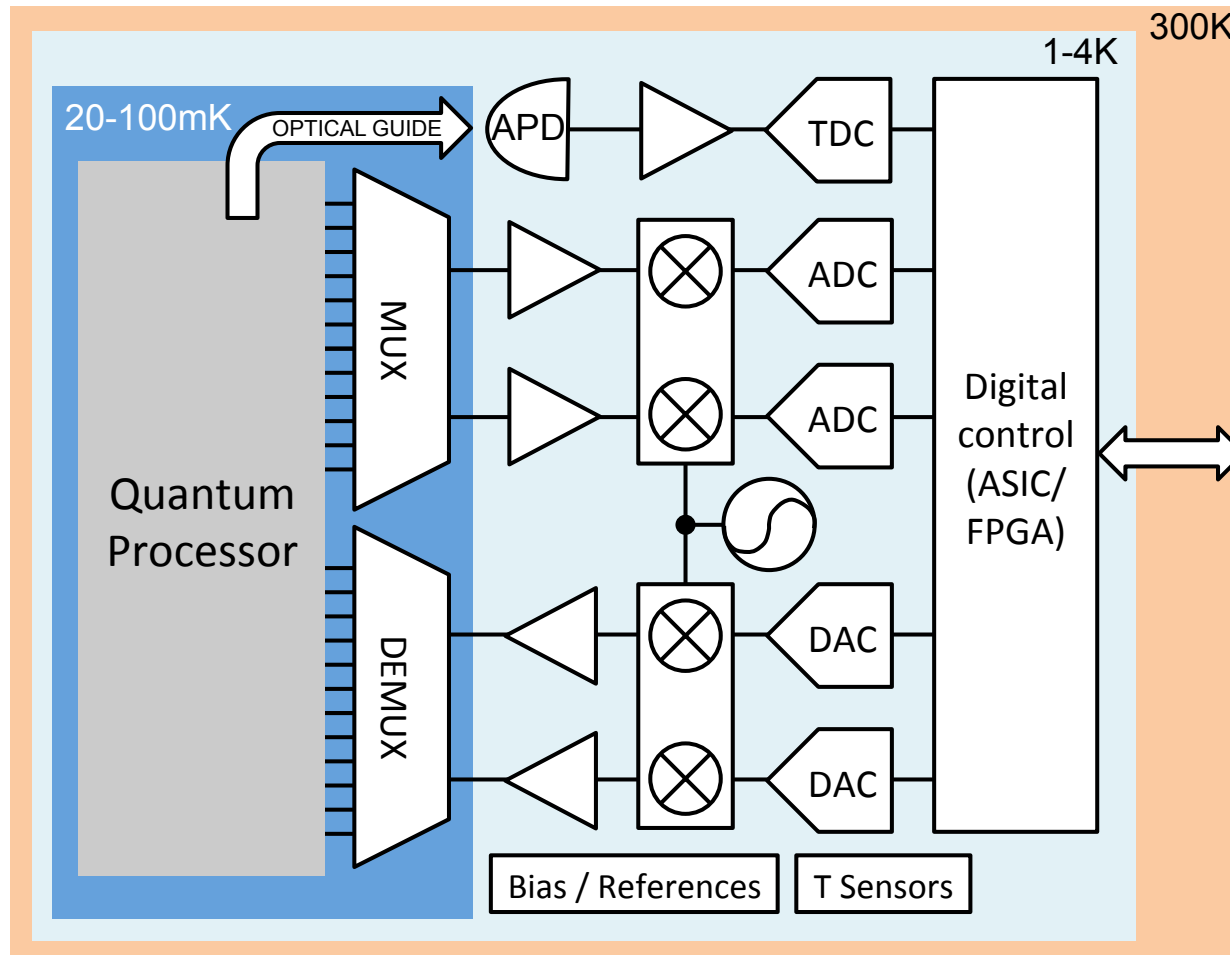 300K
1-4K
20-100mK
OPTICAL GUIDE
APD
TDC
MUX
ADC
ADC
Digital
control
(ASIC/
FPGA)
Quantum
Processor
DEMUX
DAC
DAC
Bias / References
T Sensors